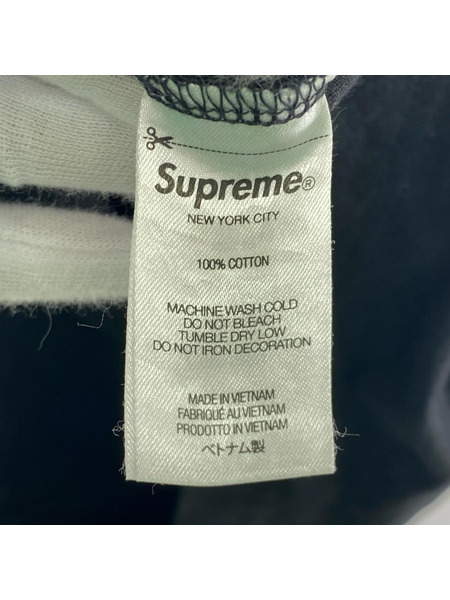 Supreme®
NEW YORK CITY
100% COTTON
MACHINE WASH COLD
DO NOT BLEACH
TUMBLE DRY LOW
DO NOT IRON DECORATION
MADE IN VIETNAM
FABRIQUÉ AU VIETNAM
PRODOTTO IN VIETNAM
ベトナム製